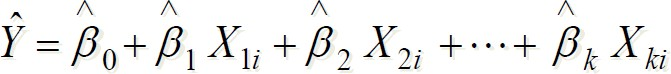 Ŷ = β̂₀ + β̂₁ X₁ᵢ + β̂₂ X₂ᵢ + ⋯ + β̂ₖ Xₖᵢ